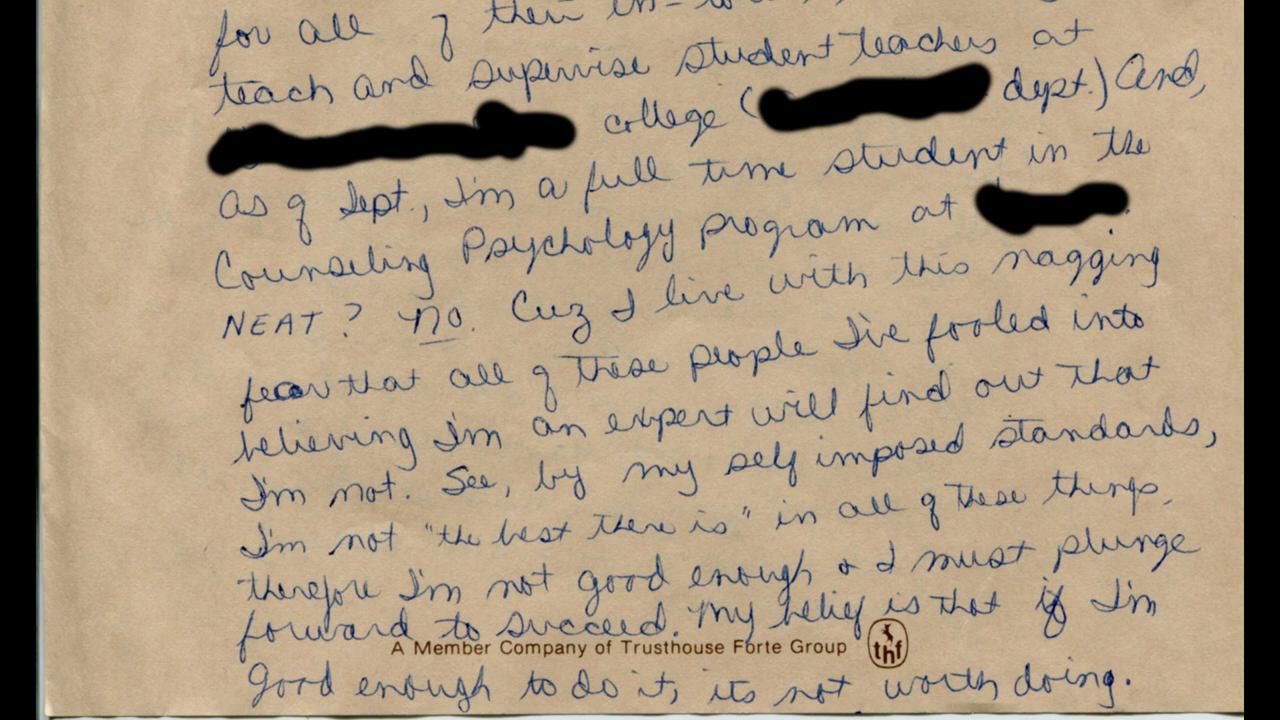 for all of their in-
teach and supervise student teachers at
college ( dept.) And,
as of Sept., I'm a full time student in the
Counseling Psychology program at
NEAT? No. Cuz I live with this nagging
fear that all of these people I've fooled into
believing I'm an expert will find out that
I'm not. See, by my self imposed standards,
I'm not "the best there is" in all of these things,
therefore I'm not good enough & I must plunge
forward to succeed. My belief is that if I'm
A Member Company of Trusthouse Forte Group thf
good enough to do it, its not worth doing.